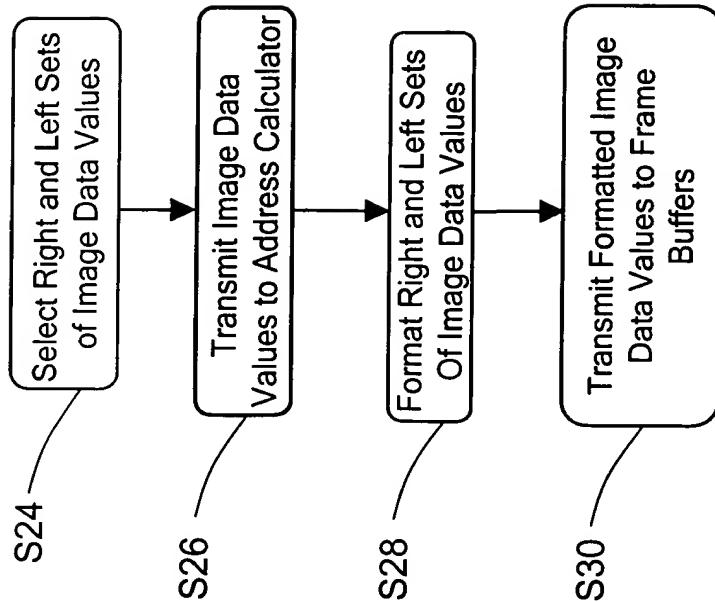 S24
Select Right and Left Sets
of Image Data Values
S26
Transmit Image Data
Values to Address Calculator
S28
Format Right and Left Sets
Of Image Data Values
S30
Transmit Formatted Image
Data Values to Frame
Buffers